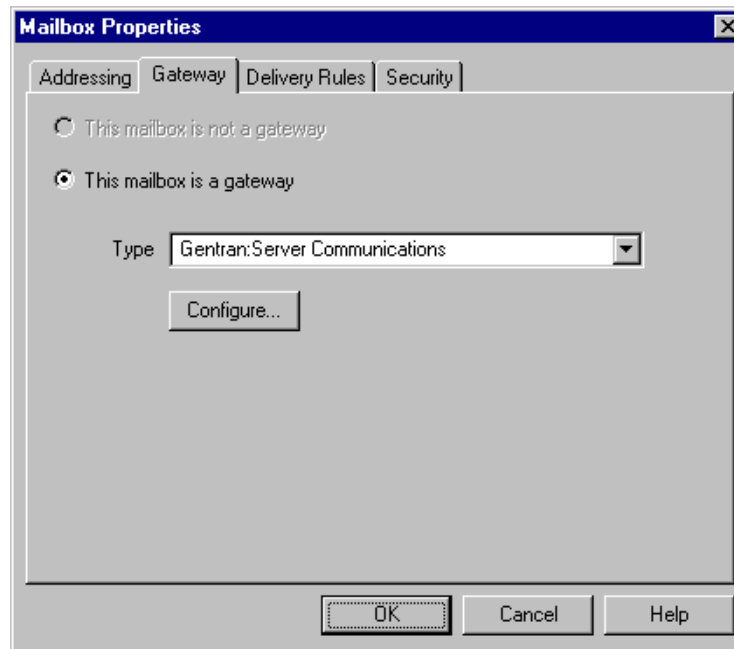 Mailbox Properties
Addressing Gateway Delivery Rules Security
This mailbox is not a gateway
This mailbox is a gateway
Type Gentran:Server Communications
Configure...
OK Cancel Help